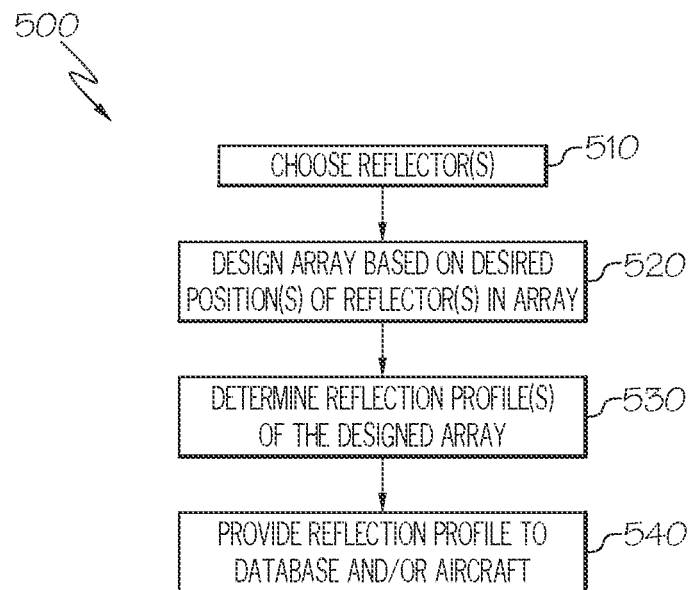 500
CHOOSE REFLECTOR(S)
510
DESIGN ARRAY BASED ON DESIRED
POSITION(S) OF REFLECTOR(S) IN ARRAY
520
DETERMINE REFLECTION PROFILE(S)
OF THE DESIGNED ARRAY
530
PROVIDE REFLECTION PROFILE TO
DATABASE AND/OR AIRCRAFT
540